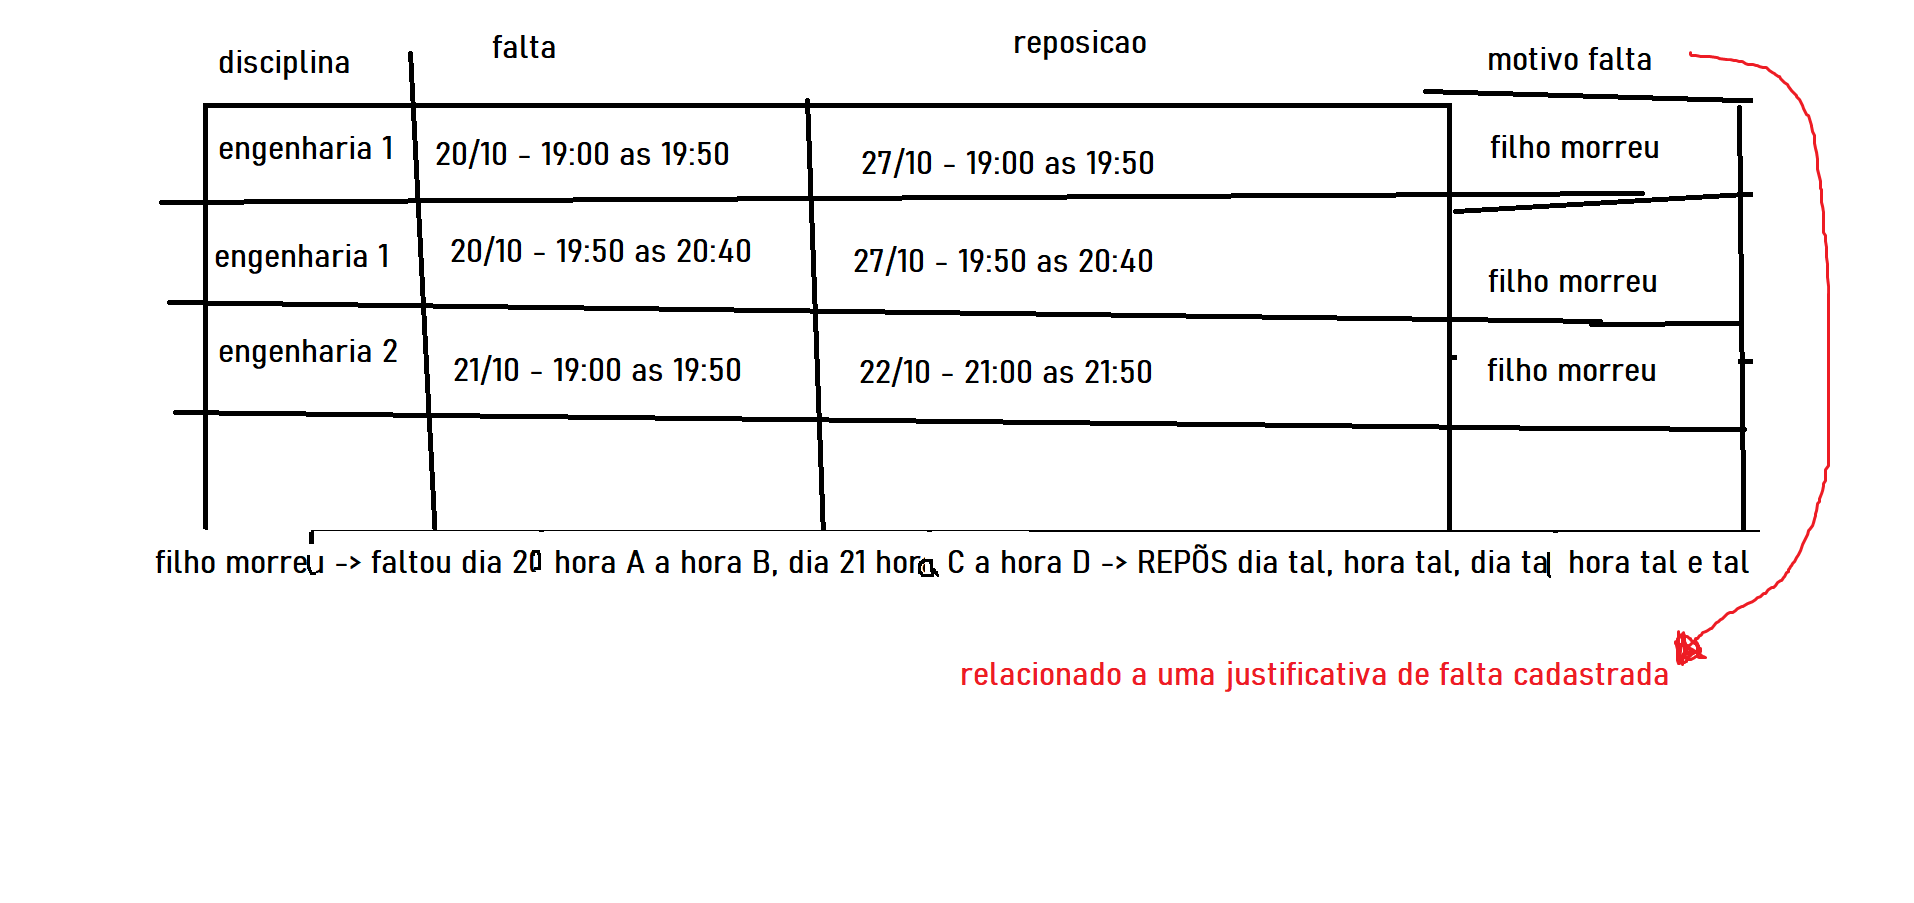 disciplina falta reposicao motivo falta
engenharia 1 20/10 - 19:00 as 19:50 27/10 - 19:00 as 19:50 filho morreu
engenharia 1 20/10 - 19:50 as 20:40 27/10 - 19:50 as 20:40 filho morreu
engenharia 2 21/10 - 19:00 as 19:50 22/10 - 21:00 as 21:50 filho morreu
filho morreu -> faltou dia 20 hora A a hora B, dia 21 hora C a hora D -> REPÕS dia tal, hora tal, dia tal hora tal e tal
relacionado a uma justificativa de falta cadastrada